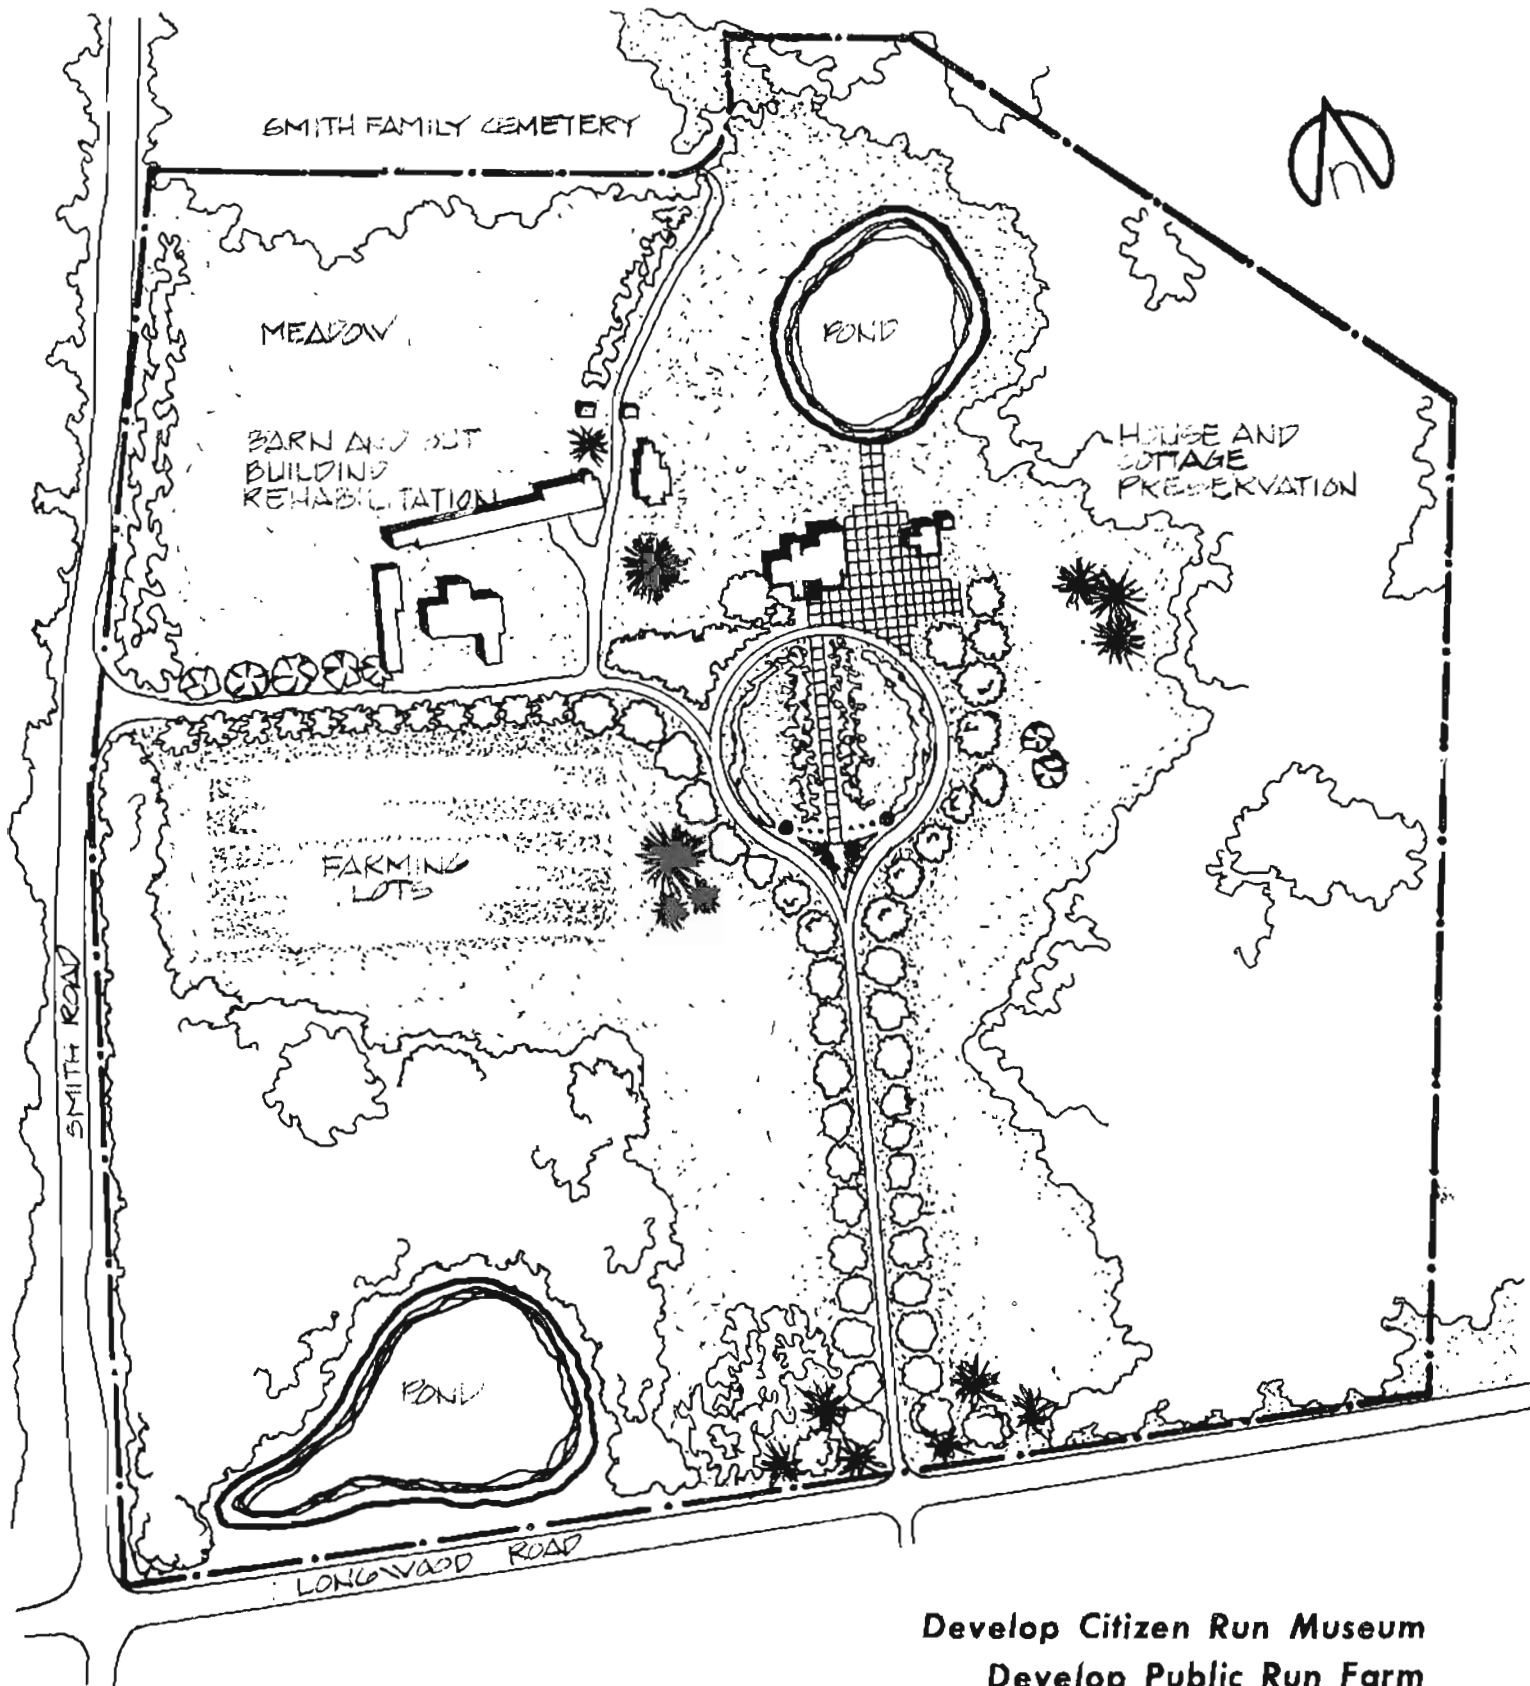 SMITH FAMILY CEMETERY
n
MEADOW
POND
BARN AND OUT
BUILDING
REHABILITATION
HOUSE AND
COTTAGE
PRESERVATION
FARMING
LOTS
SMITH ROAD
POND
LONGWOOD ROAD
Develop Citizen Run Museum
Develop Public Run Farm